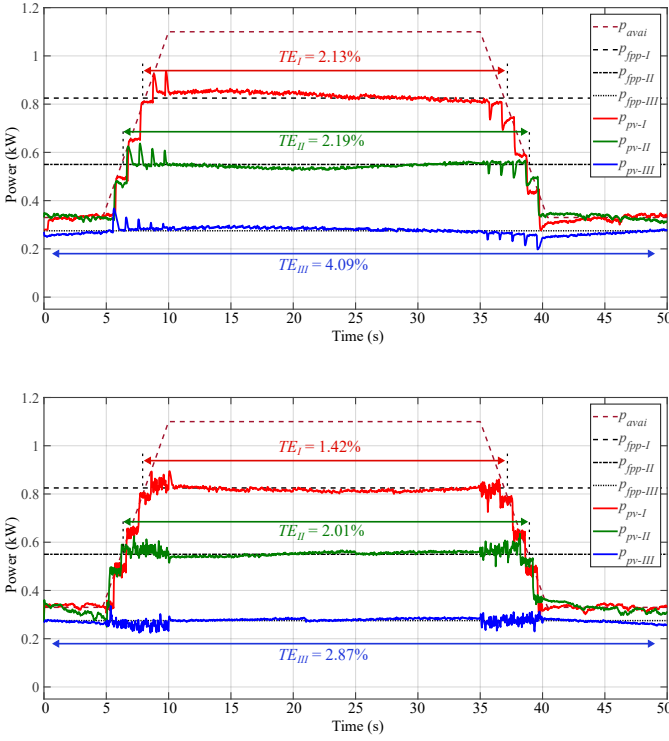 1.2
1
0.8
0.6
0.4
0.2
0
Power (kW)
TE_I = 2.13%
TE_II = 2.19%
TE_III = 4.09%
p_avai
p_fpp-I
p_fpp-II
p_fpp-III
p_pv-I
p_pv-II
p_pv-III
0 5 10 15 20 25 30 35 40 45 50
Time (s)
1.2
1
0.8
0.6
0.4
0.2
0
Power (kW)
TE_I = 1.42%
TE_II = 2.01%
TE_III = 2.87%
p_avai
p_fpp-I
p_fpp-II
p_fpp-III
p_pv-I
p_pv-II
p_pv-III
0 5 10 15 20 25 30 35 40 45 50
Time (s)